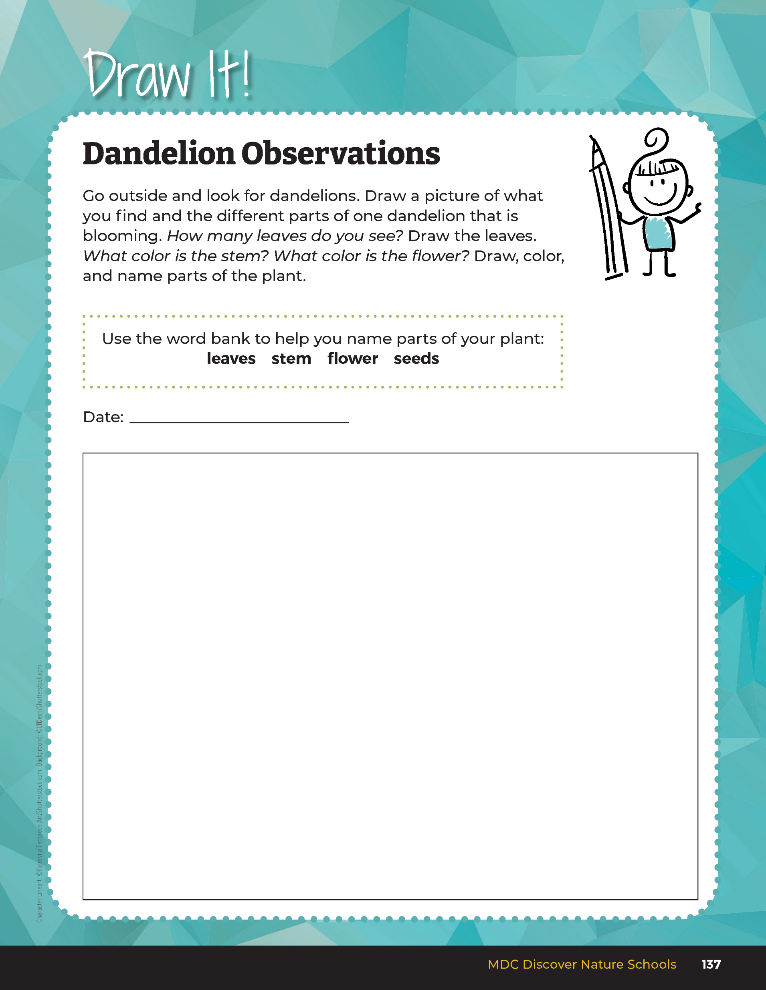 Draw It!
Dandelion Observations
Go outside and look for dandelions. Draw a picture of what
you find and the different parts of one dandelion that is
blooming. How many leaves do you see? Draw the leaves.
What color is the stem? What color is the flower? Draw, color,
and name parts of the plant.
Use the word bank to help you name parts of your plant:
leaves stem flower seeds
Date:
MDC Discover Nature Schools 137